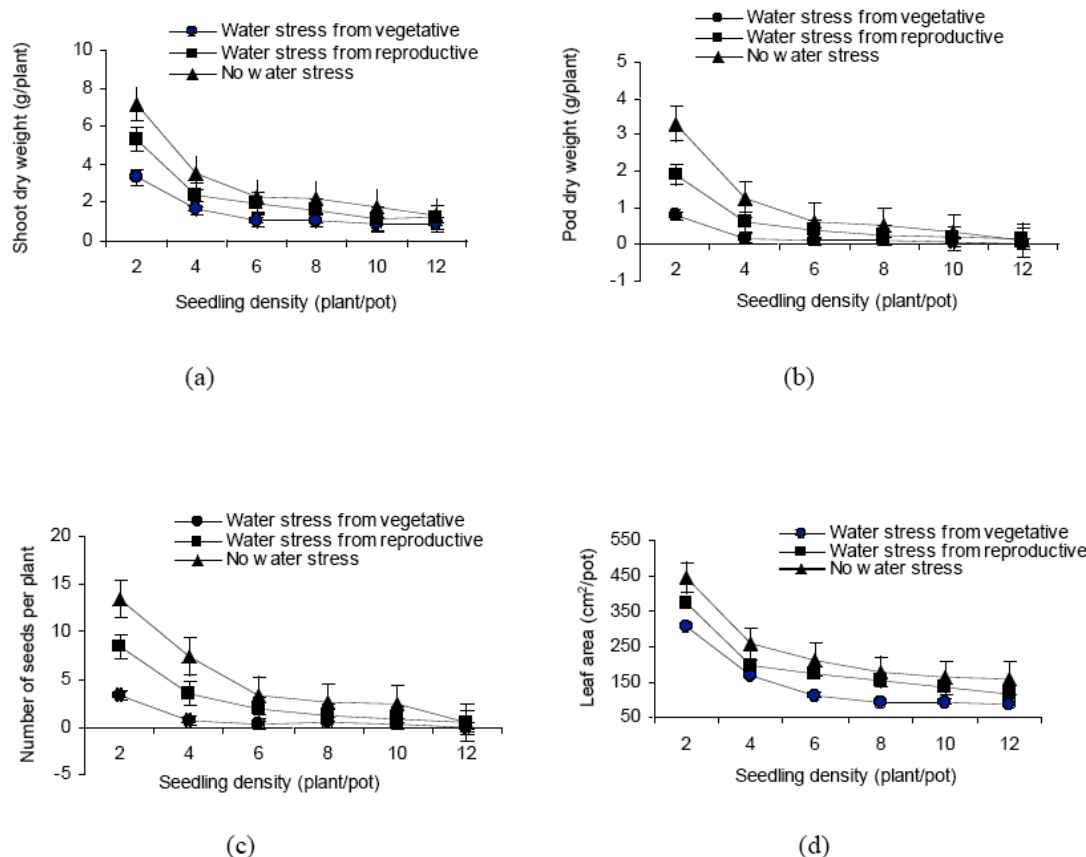 Water stress from vegetative
Water stress from reproductive
No water stress
Shoot dry weight (g/plant)
10
8
6
4
2
0
2 4 6 8 10 12
Seedling density (plant/pot)
(a)
Water stress from vegetative
Water stress from reproductive
No water stress
Pod dry weight (g/plant)
5
4
3
2
1
0
-1
2 4 6 8 10 12
Seedling density (plant/pot)
(b)
Water stress from vegetative
Water stress from reproductive
No water stress
Number of seeds per plant
20
15
10
5
0
-5
2 4 6 8 10 12
Seedling density (plant/pot)
(c)
Water stress from vegetative
Water stress from reproductive
No water stress
Leaf area (cm²/pot)
550
450
350
250
150
50
2 4 6 8 10 12
Seedling density (plant/pot)
(d)